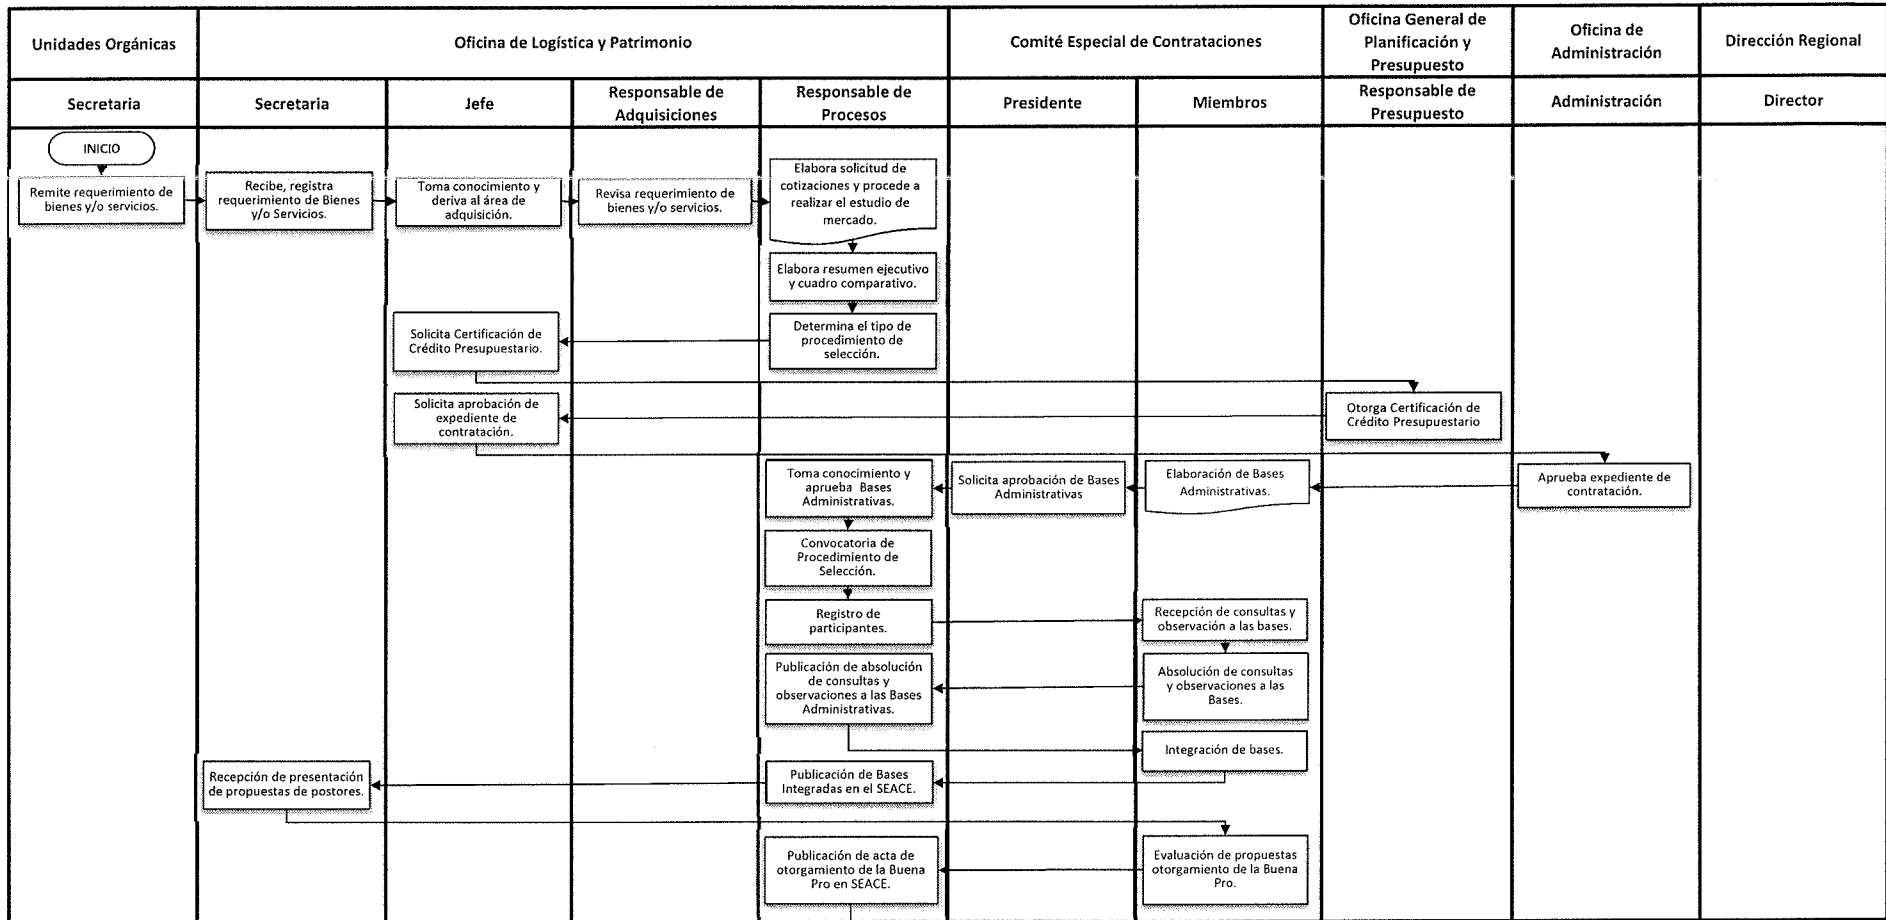 Unidades Orgánicas
Oficina de Logística y Patrimonio
Comité Especial de Contrataciones
Oficina General de
Planificación y
Presupuesto
Oficina de
Administración
Dirección Regional
Secretaria
Secretaria
Jefe
Responsable de
Adquisiciones
Responsable de
Procesos
Presidente
Miembros
Responsable de
Presupuesto
Administración
Director
INICIO
Remite requerimiento de
bienes y/o servicios.
Recibe, registra
requerimiento de Bienes
y/o Servicios.
Toma conocimiento y
deriva al área de
adquisición.
Revisa requerimiento de
bienes y/o servicios.
Elabora solicitud de
cotizaciones y procede a
realizar el estudio de
mercado.
Elabora resumen ejecutivo
y cuadro comparativo.
Determina el tipo de
procedimiento de
selección.
Solicita Certificación de
Crédito Presupuestario.
Otorga Certificación de
Crédito Presupuestario
Solicita aprobación de
expediente de
contratación.
Aprueba expediente de
contratación.
Elaboración de Bases
Administrativas.
Solicita aprobación de Bases
Administrativas
Toma conocimiento y
aprueba Bases
Administrativas.
Convocatoria de
Procedimiento de
Selección.
Registro de
participantes.
Recepción de consultas y
observación a las bases.
Absolución de consultas
y observaciones a las
Bases.
Publicación de absolución
de consultas y
observaciones a las Bases
Administrativas.
Integración de bases.
Publicación de Bases
Integradas en el SEACE.
Recepción de presentación
de propuestas de postores.
Evaluación de propuestas
otorgamiento de la Buena
Pro.
Publicación de acta de
otorgamiento de la Buena
Pro en SEACE.